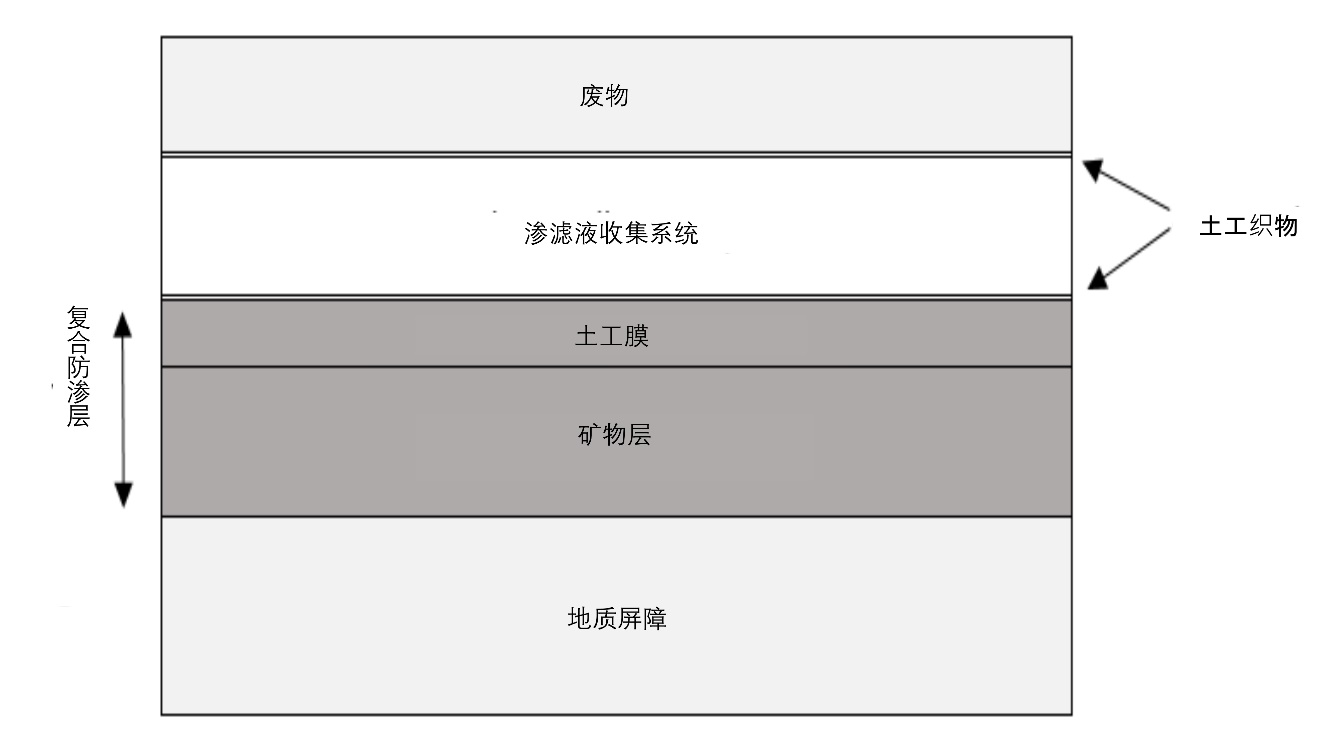 废物
渗滤液收集系统
土工织物
复合防渗层
土工膜
矿物层
地质屏障